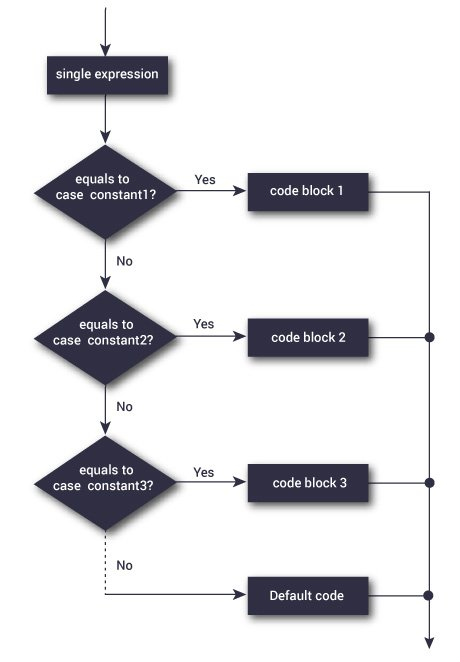 single expression
equals to
case constant1?
Yes
code block 1
No
equals to
case constant2?
Yes
code block 2
No
equals to
case constant3?
Yes
code block 3
No
Default code